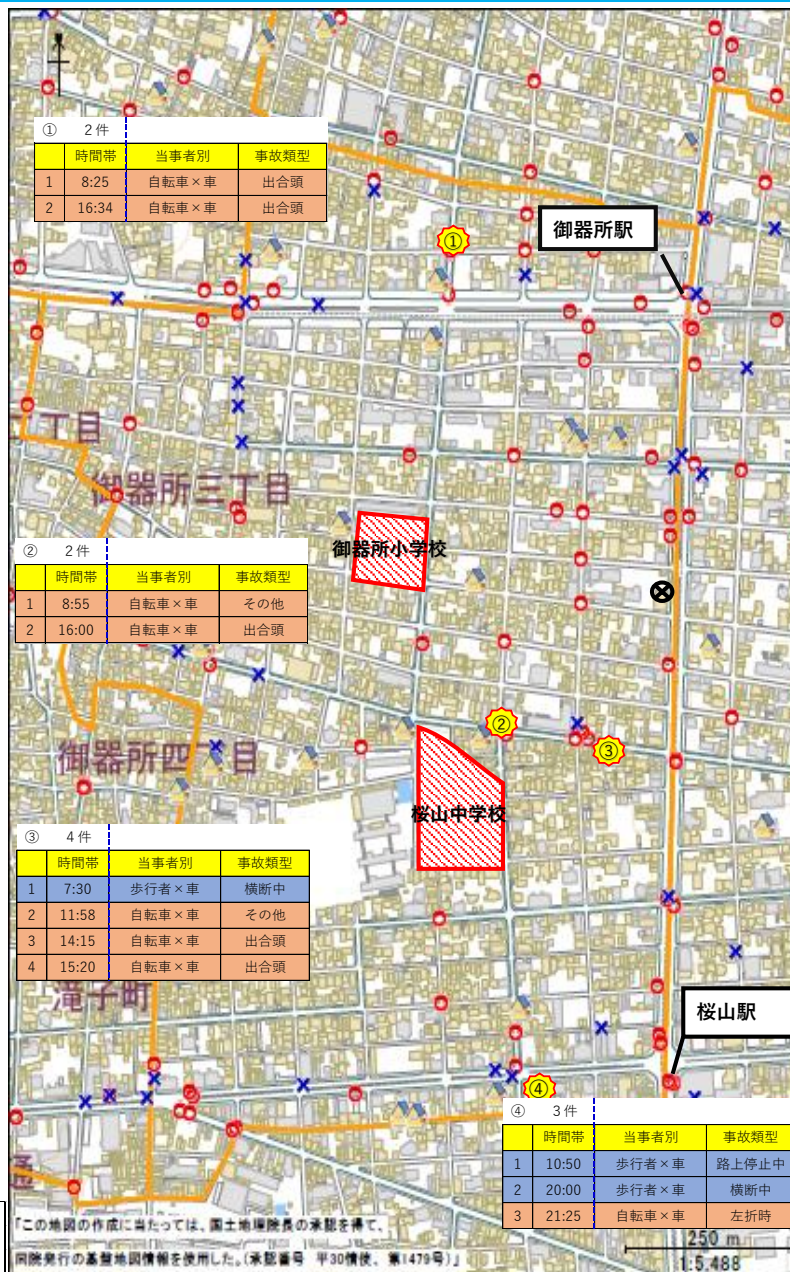 ① 2件
時間帯 当事者別 事故類型
1 8:25 自転車×車 出合頭
2 16:34 自転車×車 出合頭
御器所駅
①
丁目
御器所三丁目
御器所小学校
② 2件
時間帯 当事者別 事故類型
1 8:55 自転車×車 その他
2 16:00 自転車×車 出合頭
②
③
御器所四丁目
桜山中学校
③ 4件
時間帯 当事者別 事故類型
1 7:30 歩行者×車 横断中
2 11:58 自転車×車 その他
3 14:15 自転車×車 出合頭
4 15:20 自転車×車 出合頭
滝子町
桜山駅
④
④ 3件
時間帯 当事者別 事故類型
1 10:50 歩行者×車 路上停止中
2 20:00 歩行者×車 横断中
3 21:25 自転車×車 左折時
通
「この地図の作成に当たっては、国土地理院長の承認を得て、
同院発行の基盤地図情報を使用した。(承認番号 平30情使、第1479号)」
250 m
1:5,488